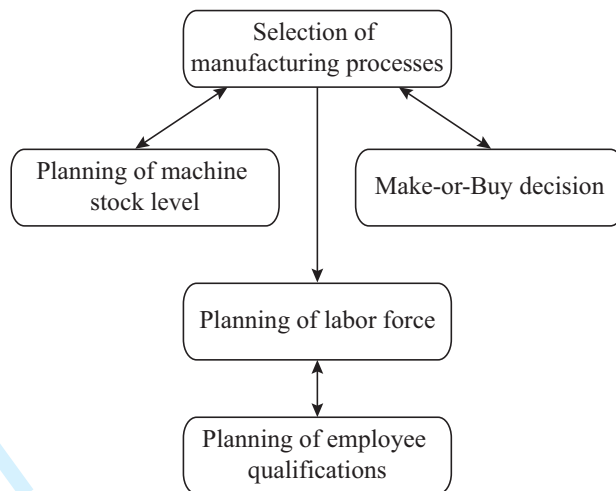 Selection of
manufacturing processes
Planning of machine
stock level
Make-or-Buy decision
Planning of labor force
Planning of employee
qualifications